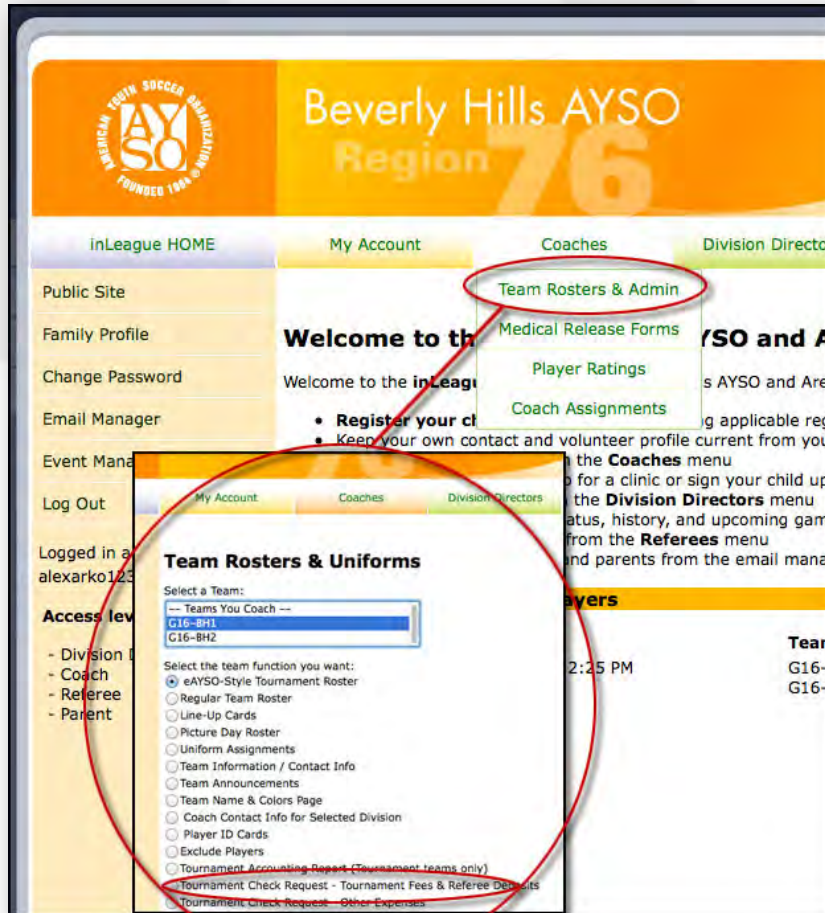 AMERICAN YOUTH SOCCER ORGANIZATION
AYSO
FOUNDED 1964 ®
Beverly Hills AYSO
Region 76
inLeague HOME
My Account
Coaches
Division Directo
Public Site
Family Profile
Change Password
Email Manager
Event Mana
Log Out
Logged in a
alexarko123
Access lev
- Division D
- Coach
- Referee
- Parent
Team Rosters & Admin
Medical Release Forms
Player Ratings
Coach Assignments
Welcome to th
YSO and A
Welcome to the inLeagu
s AYSO and Are
• Register your ch
g applicable reg
• Keep your own contact and volunteer profile current from you
n the Coaches menu
for a clinic or sign your child up
the Division Directors menu
atus, history, and upcoming gam
from the Referees menu
nd parents from the email mana
ayers
Tear
2:25 PM
G16-
G16-
My Account
Coaches
Division Directors
Team Rosters & Uniforms
Select a Team:
-- Teams You Coach --
G16-BH1
G16-BH2
Select the team function you want:
eAYSO-Style Tournament Roster
Regular Team Roster
Line-Up Cards
Picture Day Roster
Uniform Assignments
Team Information / Contact Info
Team Announcements
Team Name & Colors Page
Coach Contact Info for Selected Division
Player ID Cards
Exclude Players
Tournament Accounting Report (Tournament teams only)
Tournament Check Request - Tournament Fees & Referee Deposits
Tournament Check Request - Other Expenses